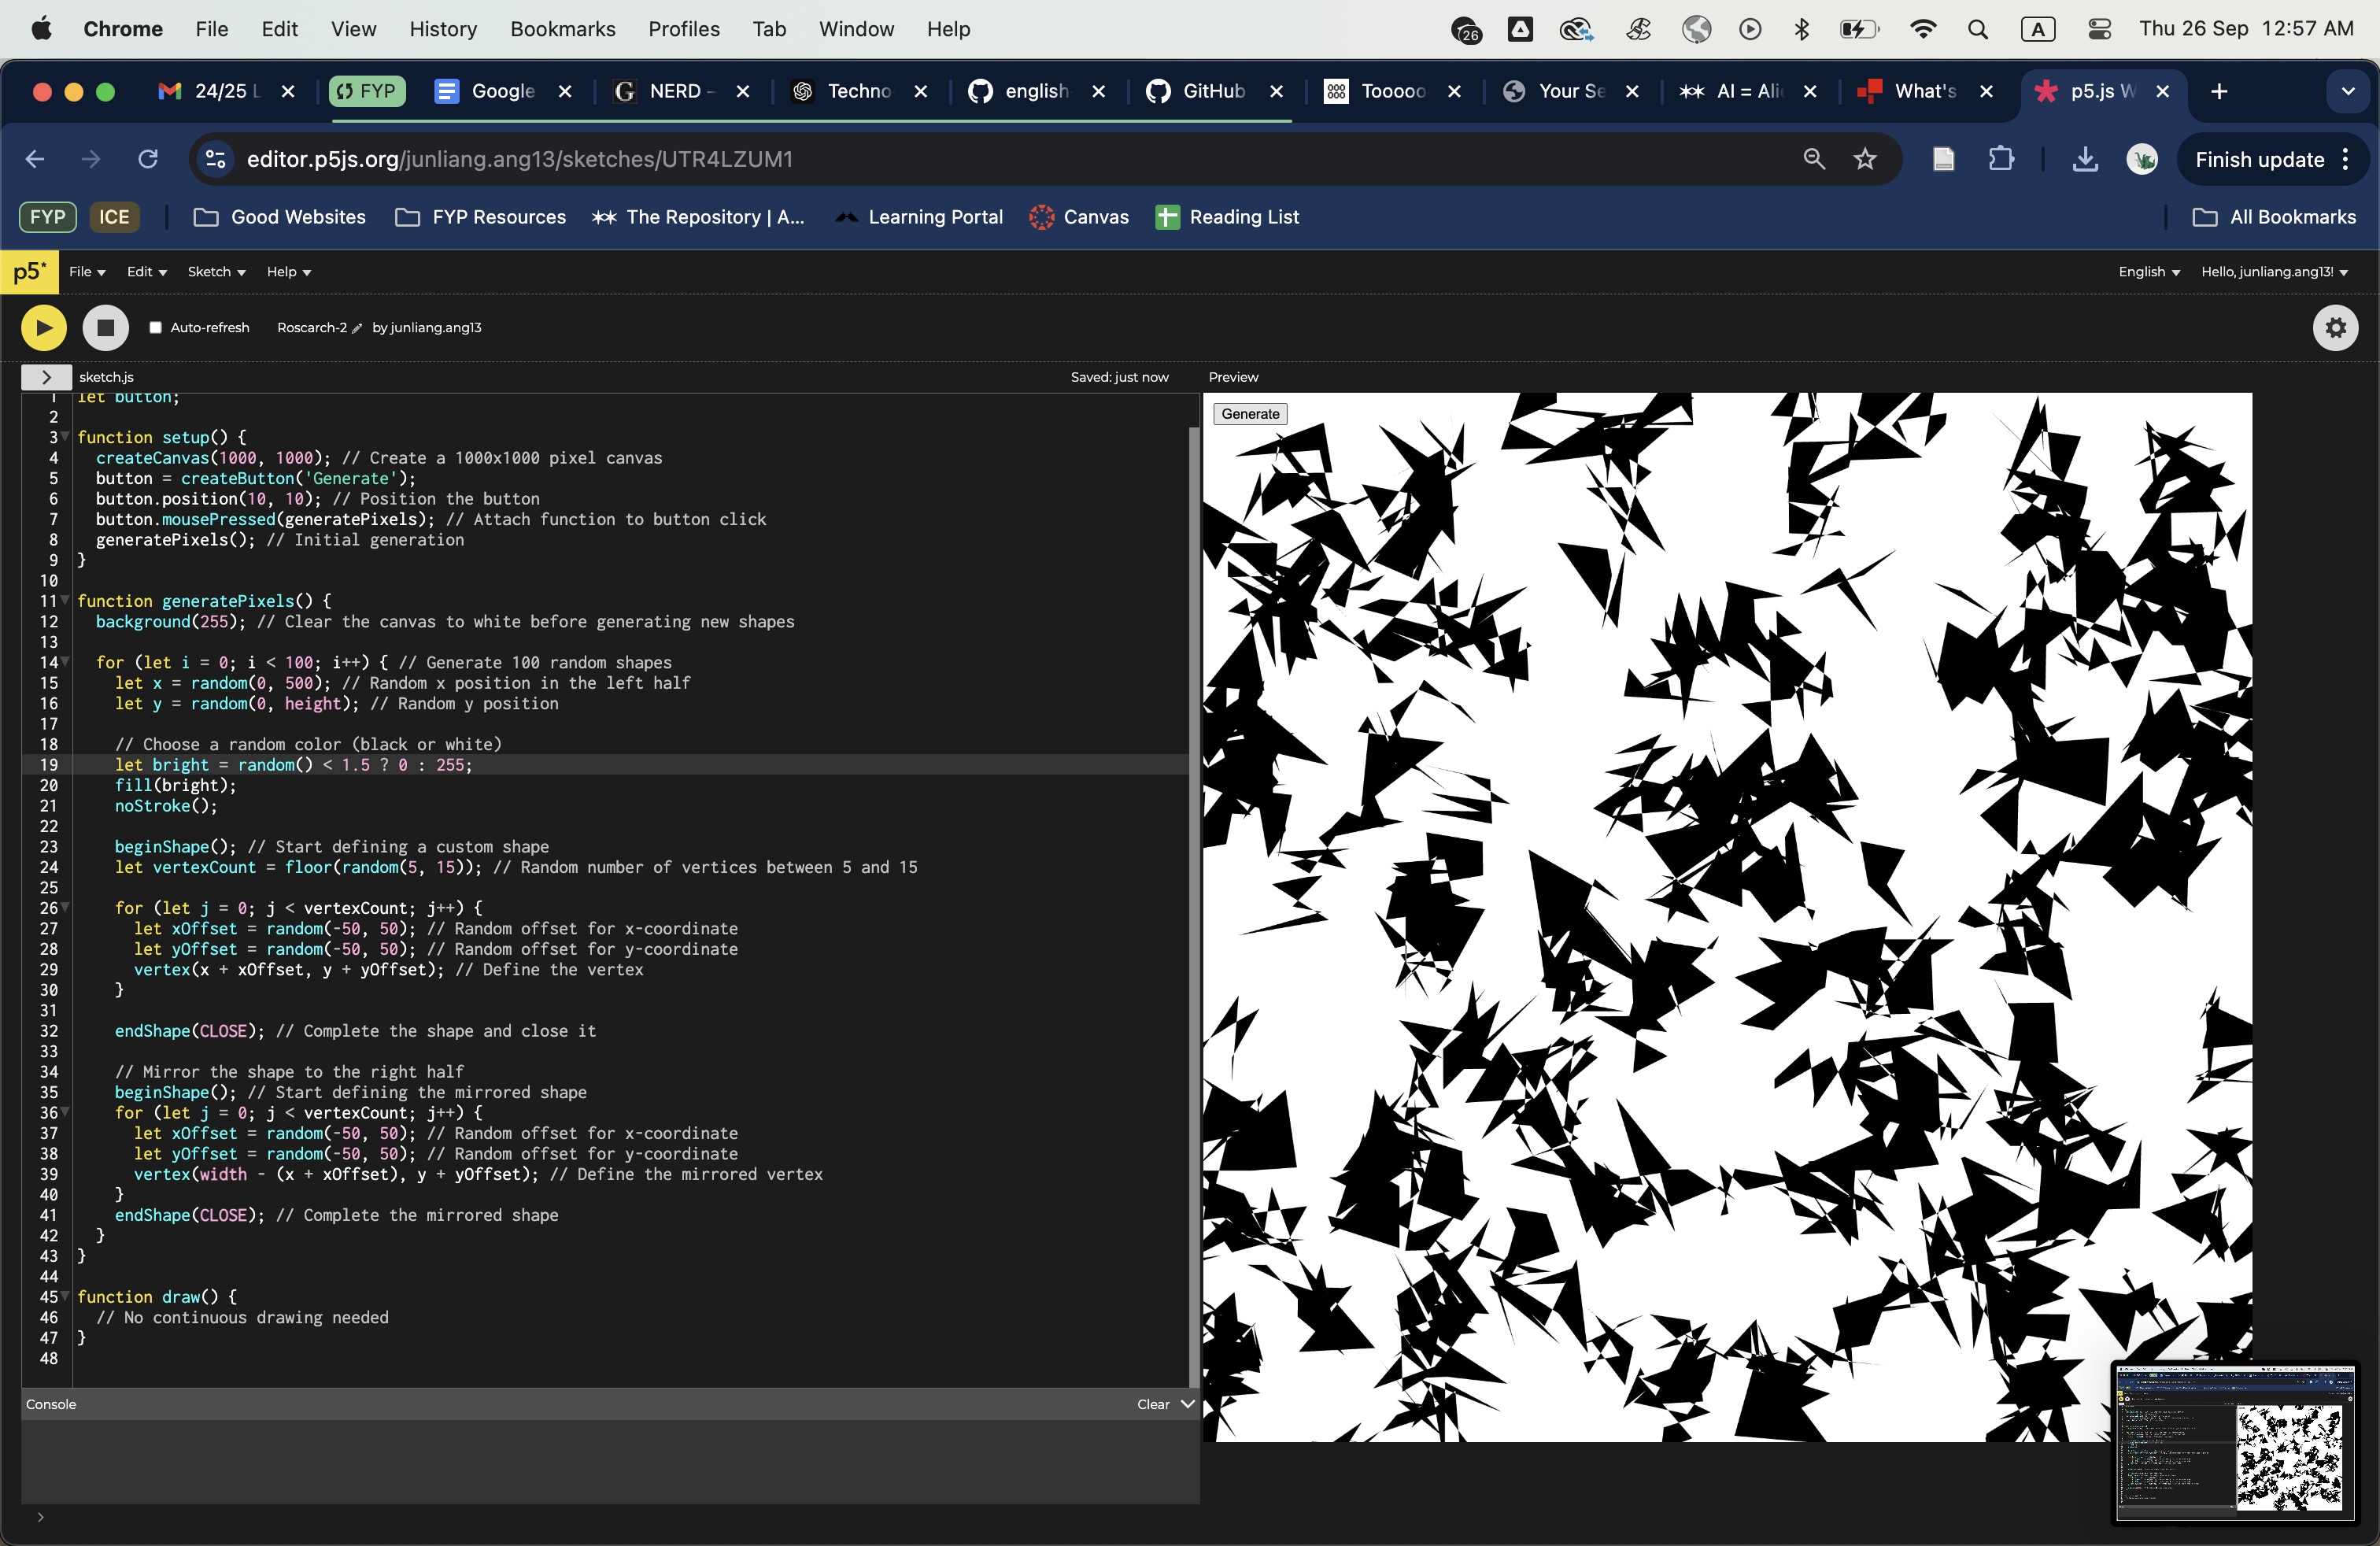 Chrome File Edit View History Bookmarks Profiles Tab Window Help 26 A Thu 26 Sep 12:57 AM
24/25 L FYP Google NERD - Techno english GitHub Tooooo Your Se AI = Ali What's p5.js W
editor.p5js.org/junliang.ang13/sketches/UTR4LZUM1 Finish update
FYP ICE Good Websites FYP Resources The Repository | A... Learning Portal Canvas Reading List All Bookmarks
p5* File Edit Sketch Help English Hello, junliang.ang13!
Auto-refresh Roscarch-2 by junliang.ang13
sketch.js Saved: just now Preview
Generate
1 let button;
2
3 function setup() {
4 createCanvas(1000, 1000); // Create a 1000x1000 pixel canvas
5 button = createButton('Generate');
6 button.position(10, 10); // Position the button
7 button.mousePressed(generatePixels); // Attach function to button click
8 generatePixels(); // Initial generation
9 }
10
11 function generatePixels() {
12 background(255); // Clear the canvas to white before generating new shapes
13
14 for (let i = 0; i < 100; i++) { // Generate 100 random shapes
15 let x = random(0, 500); // Random x position in the left half
16 let y = random(0, height); // Random y position
17
18 // Choose a random color (black or white)
19 let bright = random() < 1.5 ? 0 : 255;
20 fill(bright);
21 noStroke();
22
23 beginShape(); // Start defining a custom shape
24 let vertexCount = floor(random(5, 15)); // Random number of vertices between 5 and 15
25
26 for (let j = 0; j < vertexCount; j++) {
27 let xOffset = random(-50, 50); // Random offset for x-coordinate
28 let yOffset = random(-50, 50); // Random offset for y-coordinate
29 vertex(x + xOffset, y + yOffset); // Define the vertex
30 }
31
32 endShape(CLOSE); // Complete the shape and close it
33
34 // Mirror the shape to the right half
35 beginShape(); // Start defining the mirrored shape
36 for (let j = 0; j < vertexCount; j++) {
37 let xOffset = random(-50, 50); // Random offset for x-coordinate
38 let yOffset = random(-50, 50); // Random offset for y-coordinate
39 vertex(width - (x + xOffset), y + yOffset); // Define the mirrored vertex
40 }
41 endShape(CLOSE); // Complete the mirrored shape
42 }
43 }
44
45 function draw() {
46 // No continuous drawing needed
47 }
48
Console Clear